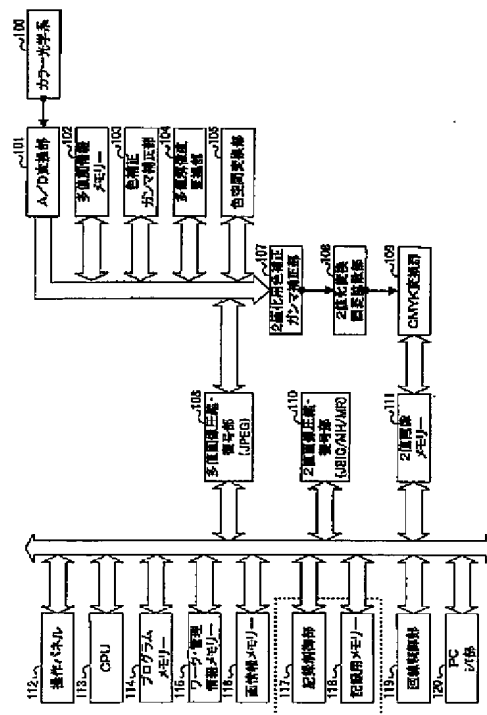 100
カラー光学系
101
A/D変換部
102
多値画情報
メモリー
103
色補正
ガンマ補正部
104
多値解像度
変換部
105
色空間変換部
107
2値化用色補正
ガンマ補正部
108
2値化変換
誤差拡散部
109
CMYK変換部
106
多値画像圧縮・
復号部
(JPEG)
110
2値画像圧縮・
復号部
(JBIG/MH/MR)
111
2値画像
メモリー
112
操作パネル
113
CPU
114
プログラム
メモリー
115
ワーク・管理
情報メモリー
116
画情報メモリー
117
記録制御部
118
記録用メモリー
119
回線制御部
120
PC
I/F部